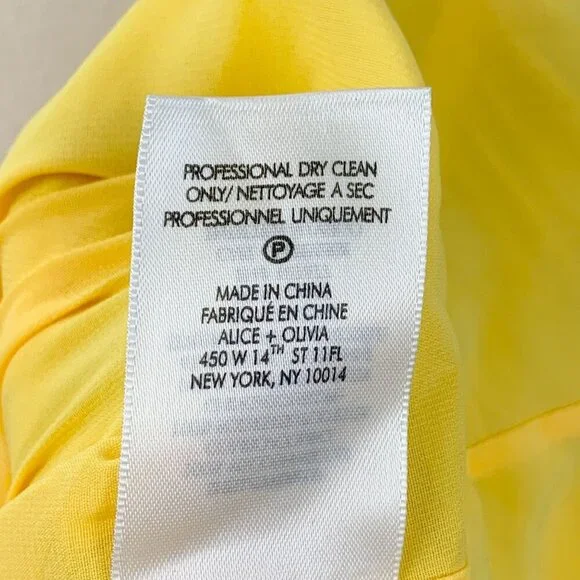 PROFESSIONAL DRY CLEAN
ONLY/ NETTOYAGE A SEC
PROFESSIONNEL UNIQUEMENT
P
MADE IN CHINA
FABRIQUÉ EN CHINE
ALICE + OLIVIA
450 W 14TH ST 11FL
NEW YORK, NY 10014